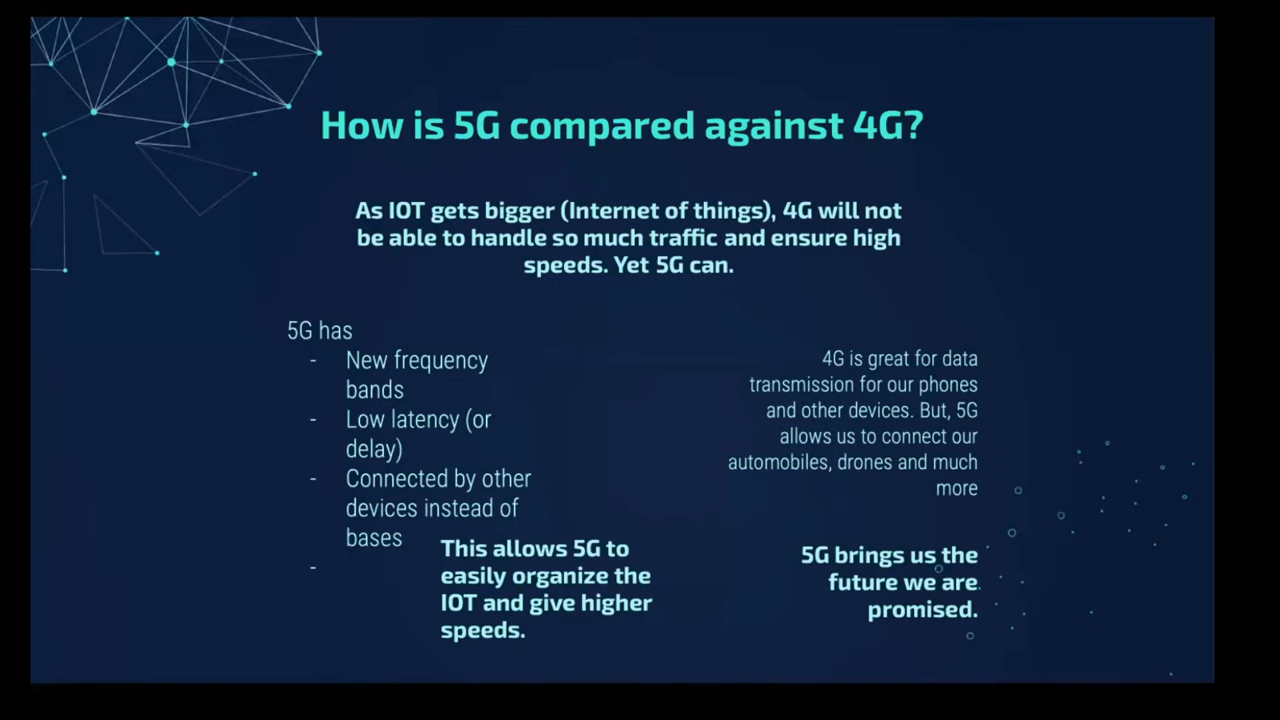 How is 5G compared against 4G?
As IOT gets bigger (Internet of things), 4G will not
be able to handle so much traffic and ensure high
speeds. Yet 5G can.
5G has
- New frequency
bands
- Low latency (or
delay)
- Connected by other
devices instead of
bases
-
This allows 5G to
easily organize the
IOT and give higher
speeds.
4G is great for data
transmission for our phones
and other devices. But, 5G
allows us to connect our
automobiles, drones and much
more
5G brings us the
future we are
promised.